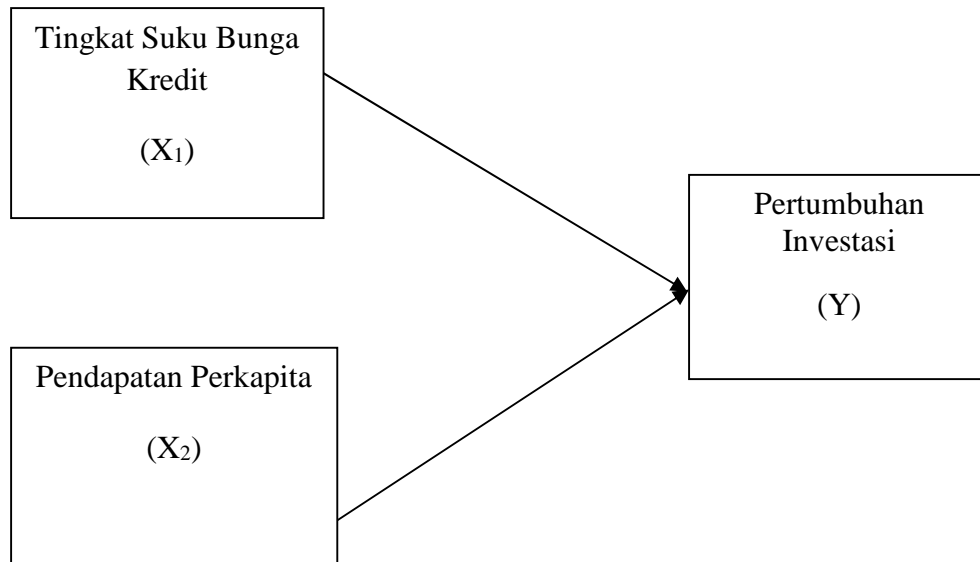 Tingkat Suku Bunga
Kredit
(X₁)
Pertumbuhan
Investasi
(Y)
Pendapatan Perkapita
(X₂)